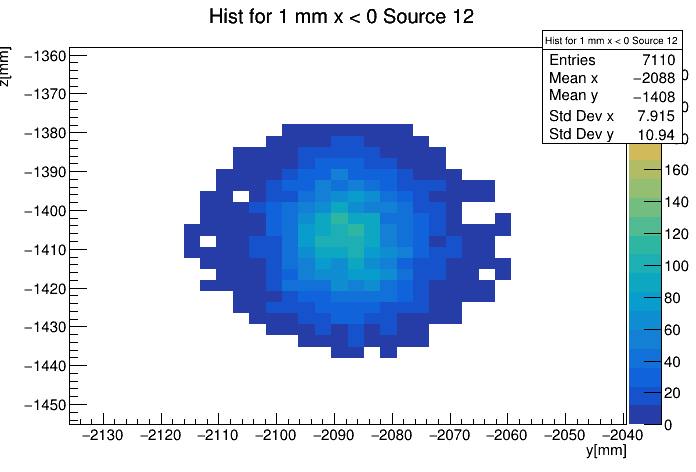 Hist for 1 mm x < 0 Source 12
Hist for 1 mm x < 0 Source 12
Entries 7110
Mean x −2088
Mean y −1408
Std Dev x 7.915
Std Dev y 10.94
z[mm]
−1360
−1370
−1380
−1390
−1400
−1410
−1420
−1430
−1440
−1450
160
140
120
100
80
60
40
20
0
−2130 −2120 −2110 −2100 −2090 −2080 −2070 −2060 −2050 −2040
y[mm]